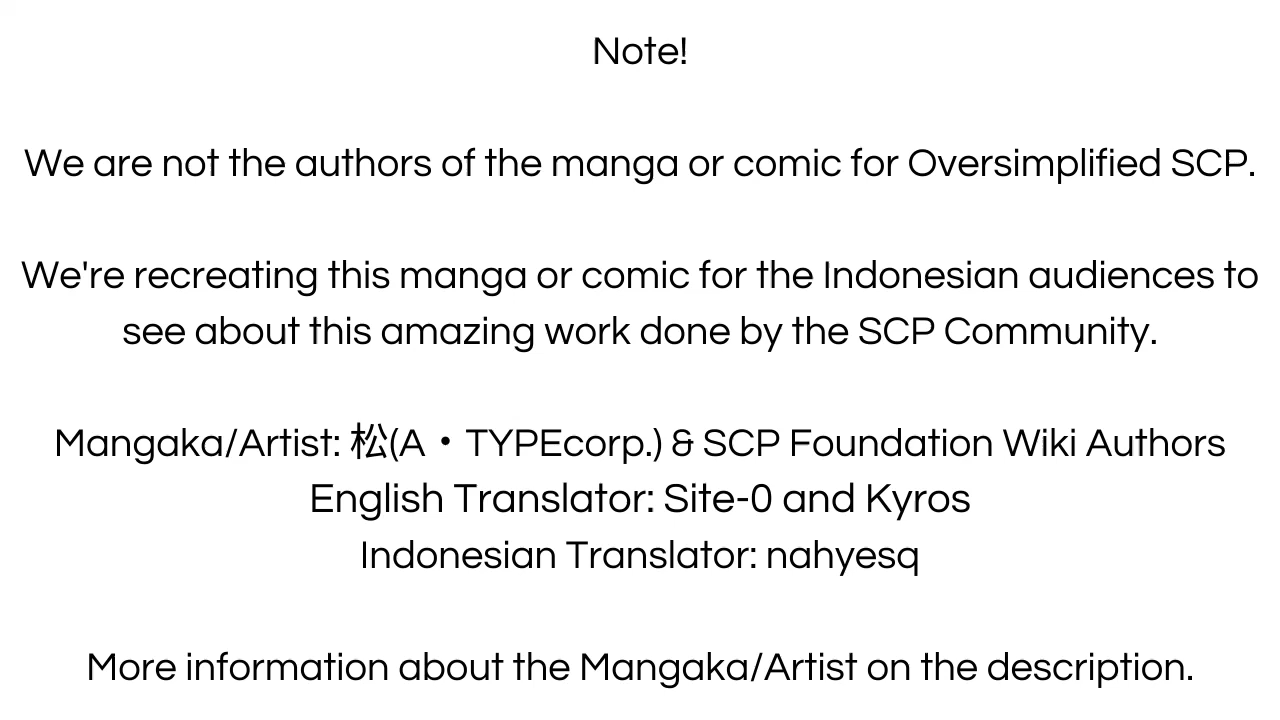 Note!
We are not the authors of the manga or comic for Oversimplified SCP.
We're recreating this manga or comic for the Indonesian audiences to
see about this amazing work done by the SCP Community.
Mangaka/Artist: 松(A・TYPEcorp.) & SCP Foundation Wiki Authors
English Translator: Site-0 and Kyros
Indonesian Translator: nahyesq
More information about the Mangaka/Artist on the description.